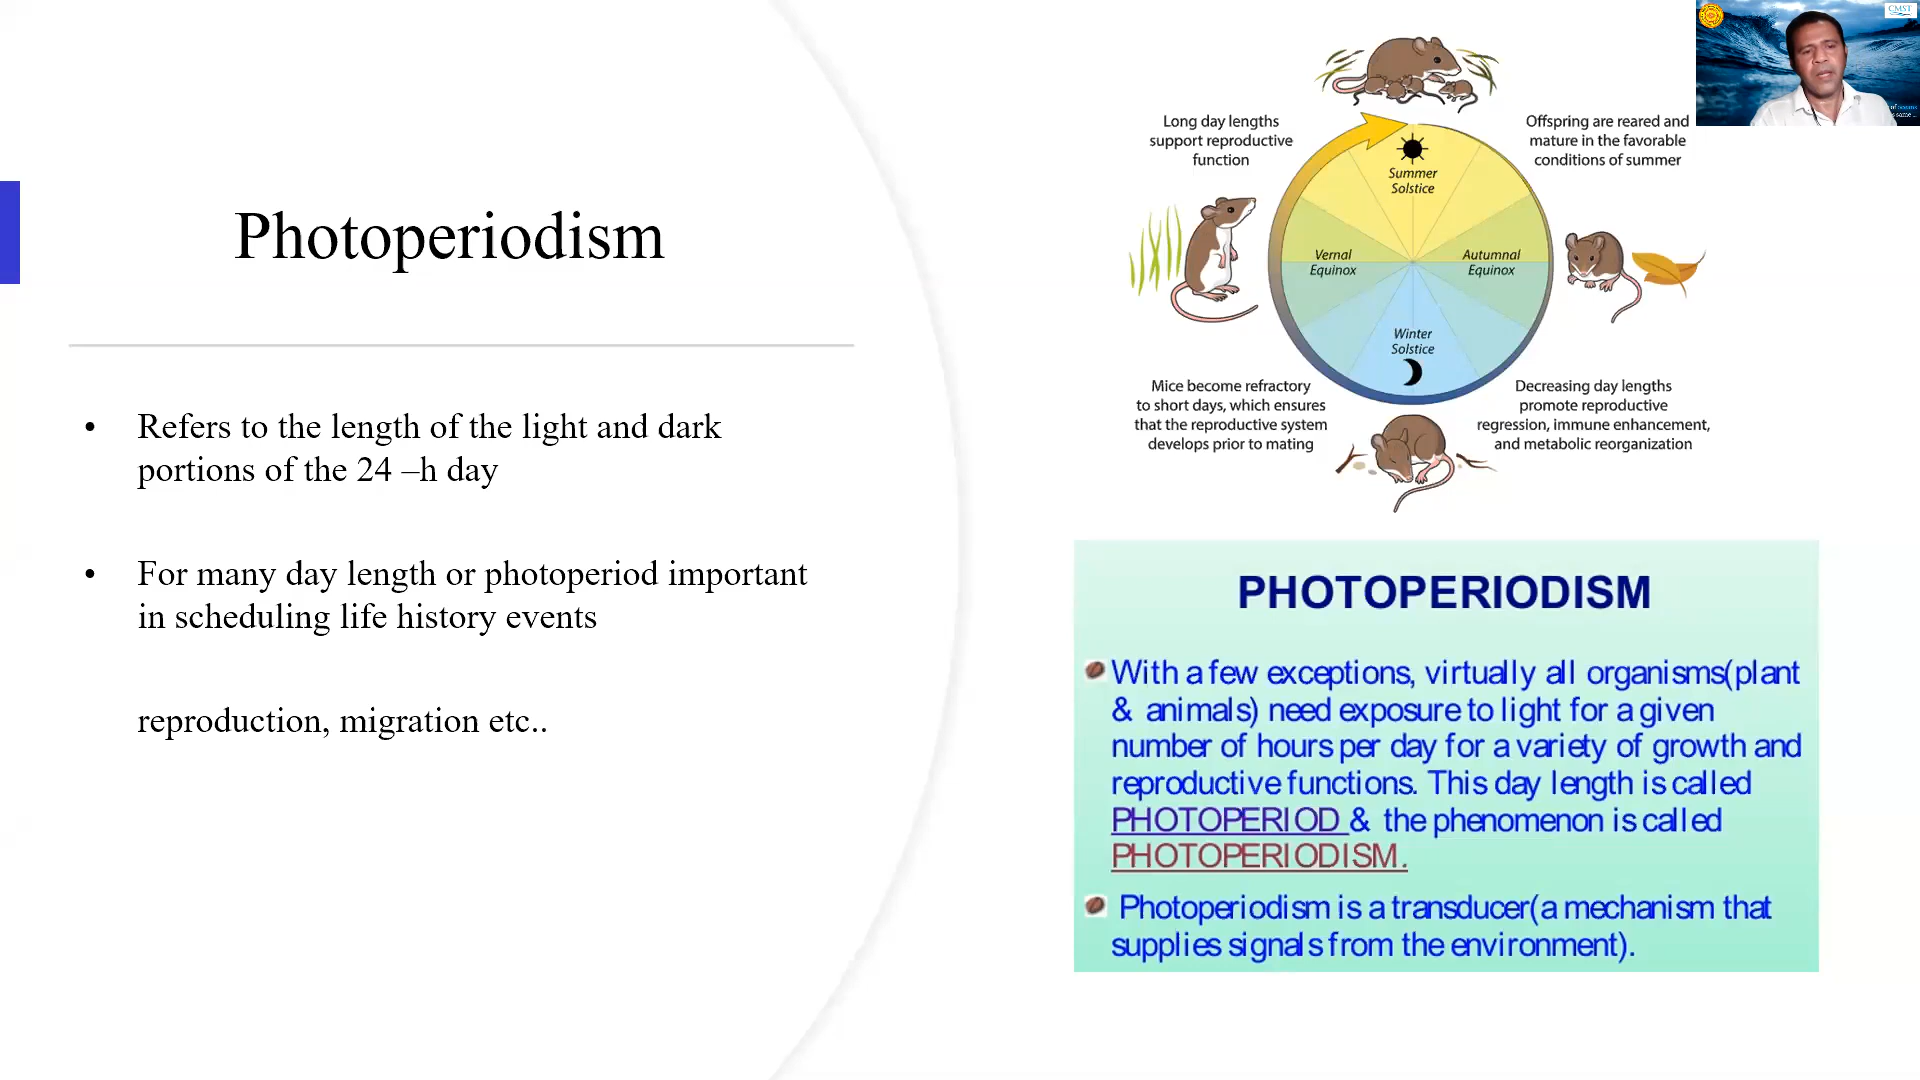 Photoperiodism
• Refers to the length of the light and dark
portions of the 24 –h day
• For many day length or photoperiod important
in scheduling life history events
reproduction, migration etc..
Long day lengths
support reproductive
function
Offspring are reared and
mature in the favorable
conditions of summer
Summer
Solstice
Vernal
Equinox
Autumnal
Equinox
Winter
Solstice
Mice become refractory
to short days, which ensures
that the reproductive system
develops prior to mating
Decreasing day lengths
promote reproductive
regression, immune enhancement,
and metabolic reorganization
PHOTOPERIODISM
With a few exceptions, virtually all organisms(plant
& animals) need exposure to light for a given
number of hours per day for a variety of growth and
reproductive functions. This day length is called
PHOTOPERIOD & the phenomenon is called
PHOTOPERIODISM.
Photoperiodism is a transducer(a mechanism that
supplies signals from the environment).
CMST
of oceans
same ...